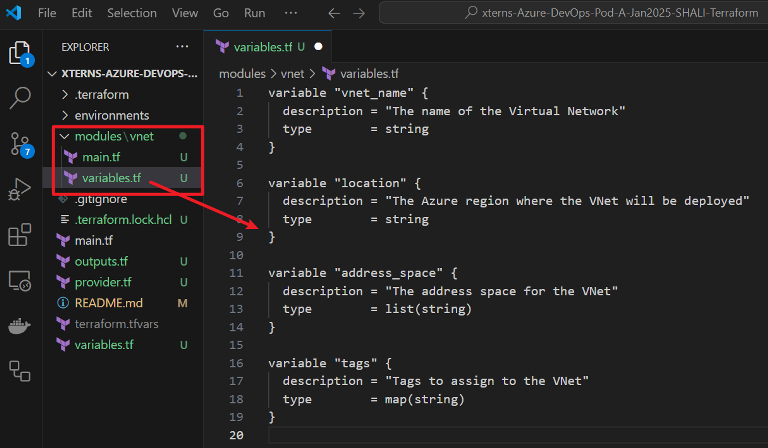 File Edit Selection View Go Run ··· ← → xterns-Azure-DevOps-Pod-A-Jan2025-SHALI-Terraform
EXPLORER ···
XTERNS-AZURE-DEVOPS-...
.terraform
environments
modules\vnet
main.tf U
variables.tf U
.gitignore
.terraform.lock.hcl U
main.tf
outputs.tf U
provider.tf U
README.md M
terraform.tfvars
variables.tf U
1
7
variables.tf U ●
modules > vnet > variables.tf
1 variable "vnet_name" {
2 description = "The name of the Virtual Network"
3 type = string
4 }
5
6 variable "location" {
7 description = "The Azure region where the VNet will be deployed"
8 type = string
9 }
10
11 variable "address_space" {
12 description = "The address space for the VNet"
13 type = list(string)
14 }
15
16 variable "tags" {
17 description = "Tags to assign to the VNet"
18 type = map(string)
19 }
20